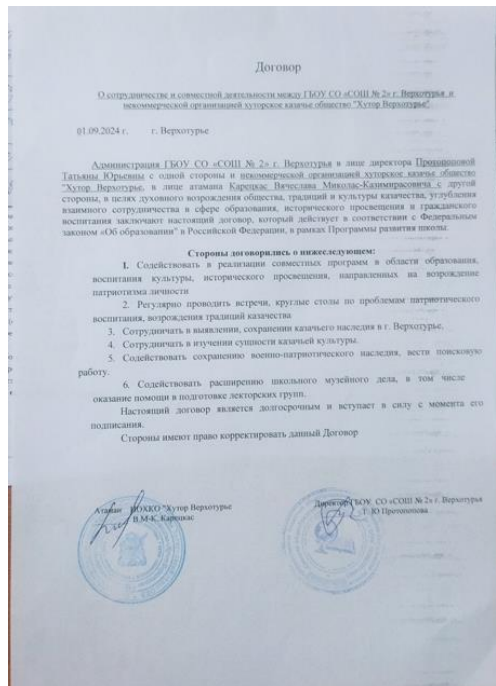 Договор
О сотрудничестве и совместной деятельности между ГБОУ СО «СОШ № 2» г. Верхотурья и
некоммерческой организацией хуторское казачье общество "Хутор Верхотурье"
01.09.2024 г. г. Верхотурье
Администрация ГБОУ СО «СОШ № 2» г. Верхотурья в лице директора Протопоповой
Татьяны Юрьевны с одной стороны и некоммерческой организацией хуторское казачье общество
"Хутор Верхотурье, в лице атамана Карецкас Вячеслава Миколас-Казимирасовича с другой
стороны, в целях духовного возрождения общества, традиций и культуры казачества, углубления
взаимного сотрудничества в сфере образования, исторического просвещения и гражданского
воспитания заключают настоящий договор, который действует в соответствии с Федеральным
законом «Об образовании" в Российской Федерации, в рамках Программы развития школы.
Стороны договорились о нижеследующем:
1. Содействовать в реализации совместных программ в области образования,
воспитания культуры, исторического просвещения, направленных на возрождение
патриотизма личности
2. Регулярно проводить встречи, круглые столы по проблемам патриотического
воспитания, возрождения традиций казачества
3. Сотрудничать в выявлении, сохранении казачьего наследия в г. Верхотурье.
4. Сотрудничать в изучении сущности казачьей культуры.
5. Содействовать сохранению военно-патриотического наследия, вести поисковую
работу.
6. Содействовать расширению школьного музейного дела, в том числе
оказание помощи в подготовке лекторских групп.
Настоящий договор является долгосрочным и вступает в силу с момента его
подписания.
Стороны имеют право корректировать данный Договор
Атаман НОХКО "Хутор Верхотурье
В.М-К. Карецкас
Директор ГБОУ СО «СОШ № 2» г. Верхотурья
Т. Ю Протопопова